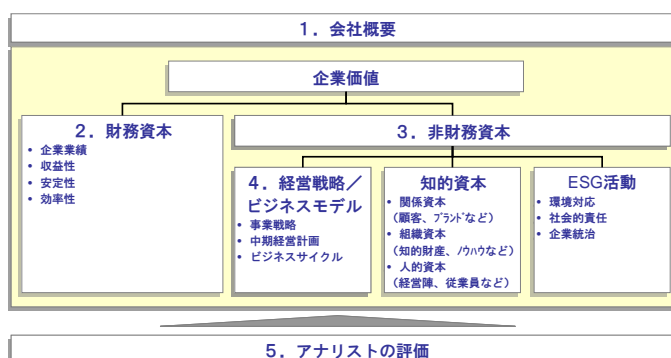 １．会社概要
企業価値
２．財務資本
• 企業業績
• 収益性
• 安定性
• 効率性
３．非財務資本
４．経営戦略／
ビジネスモデル
• 事業戦略
• 中期経営計画
• ビジネスサイクル
知的資本
• 関係資本
（顧客、ﾌﾞﾗﾝﾄﾞなど）
• 組織資本
（知的財産、ﾉｳﾊｳなど）
• 人的資本
（経営陣、従業員など）
ESG活動
• 環境対応
• 社会的責任
• 企業統治
５．アナリストの評価